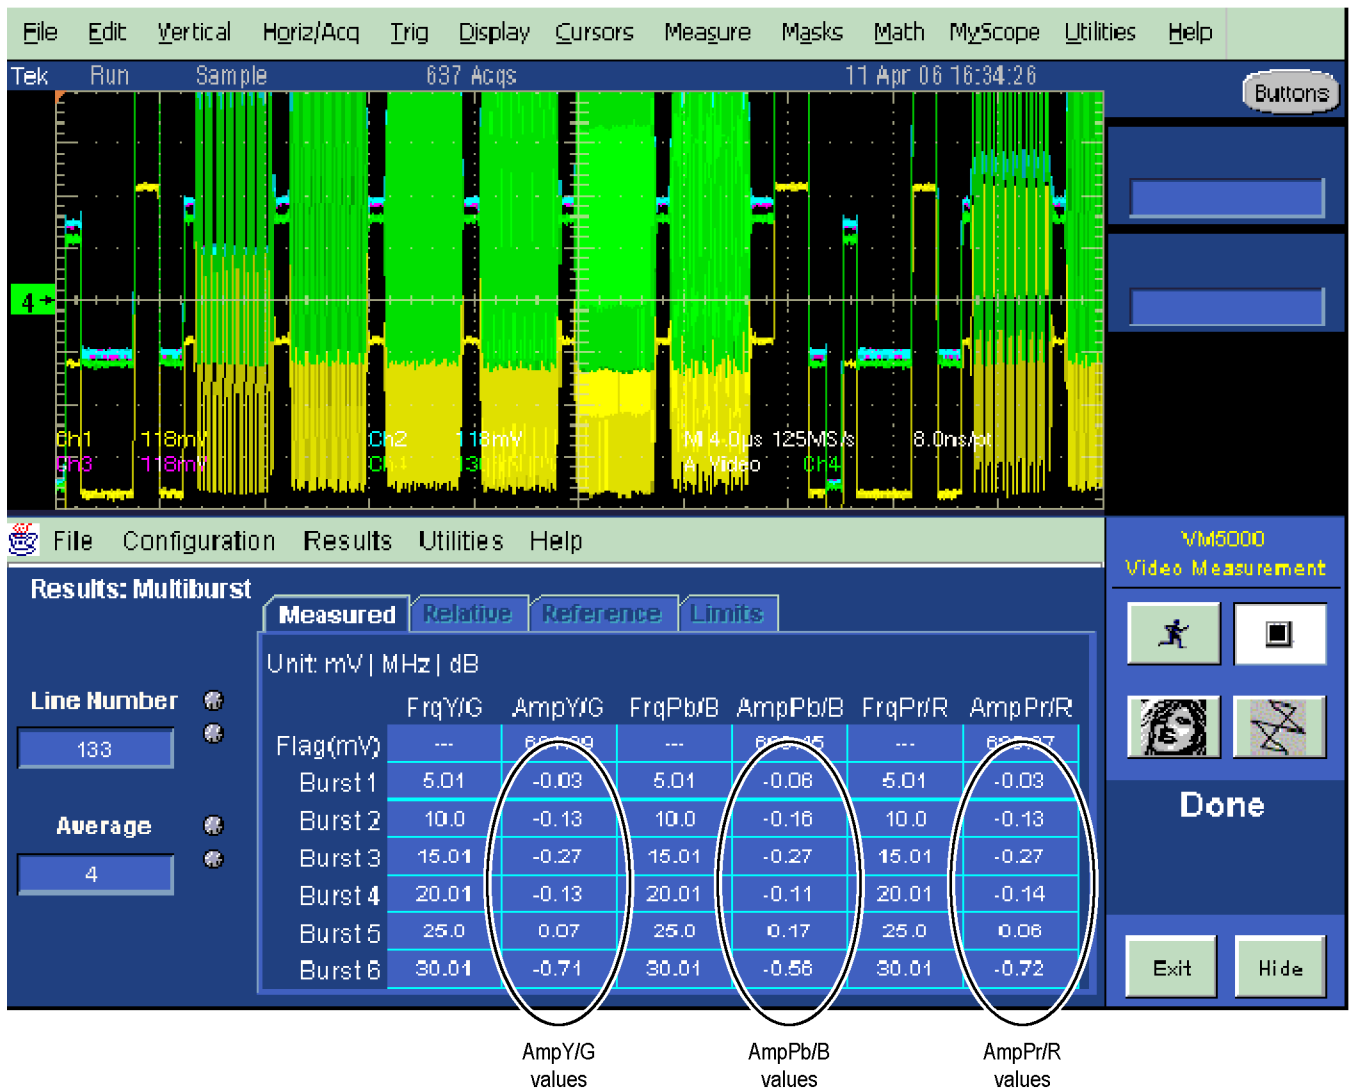 File Edit Vertical Horiz/Acq Trig Display Cursors Measure Masks Math MyScope Utilities Help
Tek Run Sample 637 Acqs 11 Apr 06 16:34:26
Buttons
4
Ch1 118mV Ch2 118mV M 4.0µs 125MS/s 8.0ns/pt
Ch3 118mV A Video Ch4
File Configuration Results Utilities Help
VM5000
Video Measurement
Results: Multiburst
Measured Relative Reference Limits
Unit: mV | MHz | dB
Line Number
133
Average
4
FrqY/G AmpY/G FrqPb/B AmpPb/B FrqPr/R AmpPr/R
Flag(mV) --- --- ---
Burst 1 5.01 -0.03 5.01 -0.06 5.01 -0.03
Burst 2 10.0 -0.13 10.0 -0.16 10.0 -0.13
Burst 3 15.01 -0.27 15.01 -0.27 15.01 -0.27
Burst 4 20.01 -0.13 20.01 -0.11 20.01 -0.14
Burst 5 25.0 0.07 25.0 0.17 25.0 0.06
Burst 6 30.01 -0.71 30.01 -0.56 30.01 -0.72
Done
Exit Hide
AmpY/G values
AmpPb/B values
AmpPr/R values